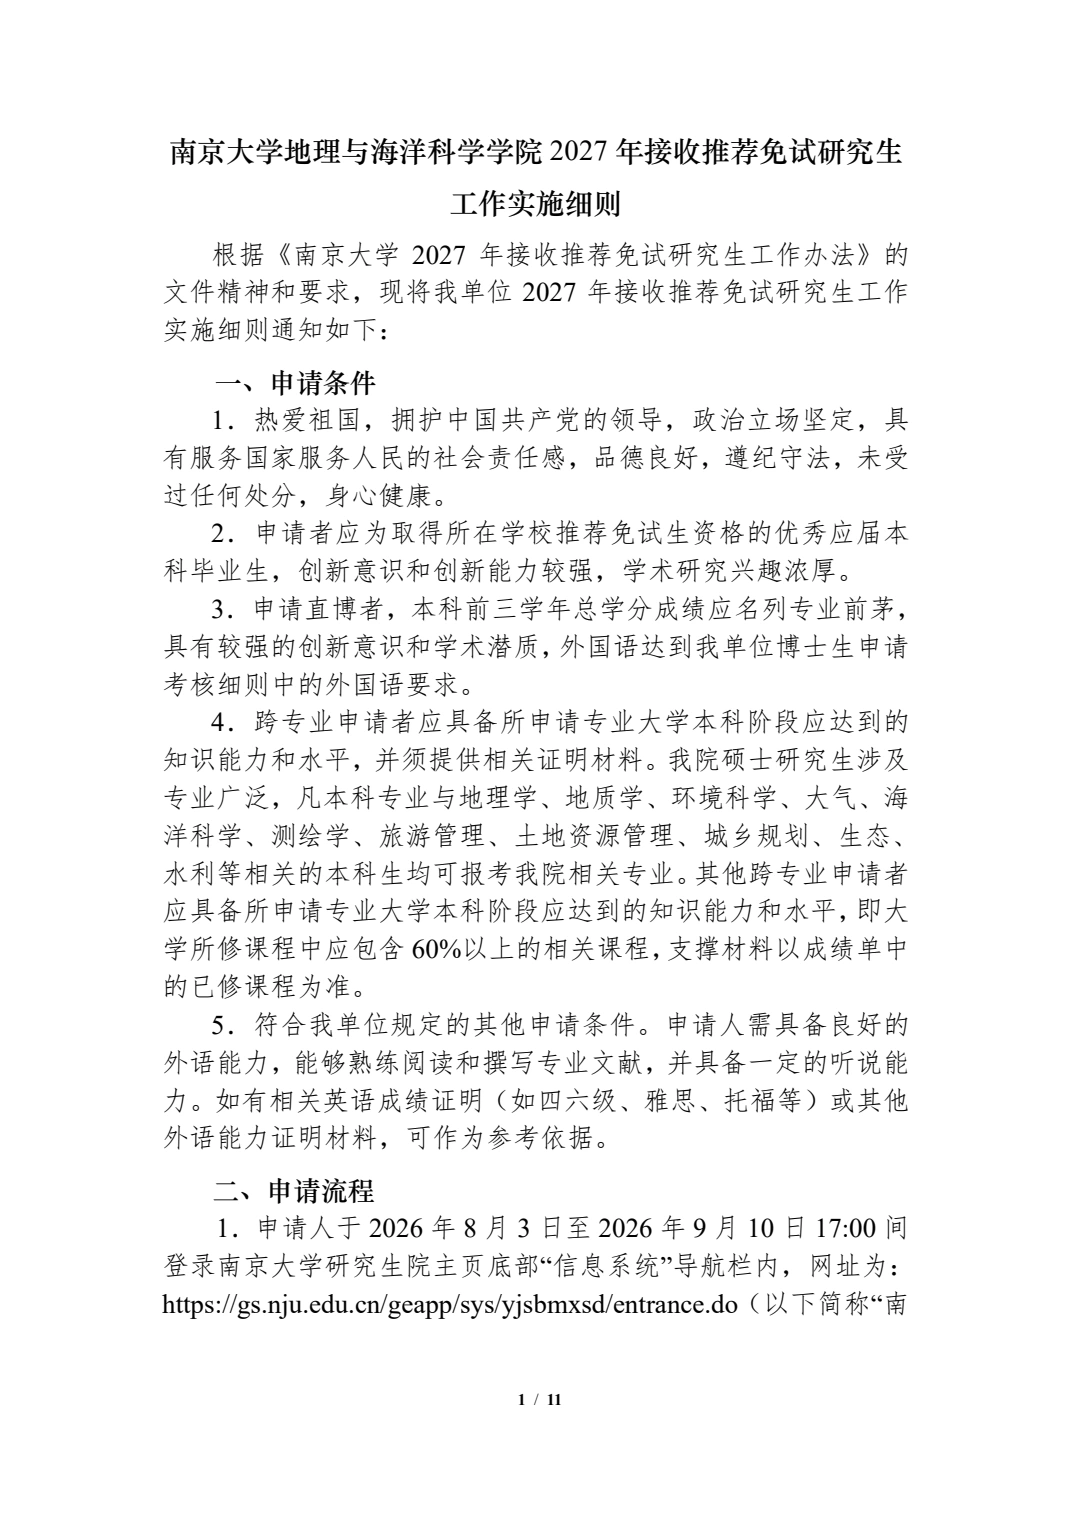 南京大学地理与海洋科学学院 2027 年接收推荐免试研究生
工作实施细则
根据《南京大学 2027 年接收推荐免试研究生工作办法》的
文件精神和要求，现将我单位 2027 年接收推荐免试研究生工作
实施细则通知如下：
一、申请条件
1．热爱祖国，拥护中国共产党的领导，政治立场坚定，具
有服务国家服务人民的社会责任感，品德良好，遵纪守法，未受
过任何处分，身心健康。
2．申请者应为取得所在学校推荐免试生资格的优秀应届本
科毕业生，创新意识和创新能力较强，学术研究兴趣浓厚。
3．申请直博者，本科前三学年总学分成绩应名列专业前茅，
具有较强的创新意识和学术潜质，外国语达到我单位博士生申请
考核细则中的外国语要求。
4．跨专业申请者应具备所申请专业大学本科阶段应达到的
知识能力和水平，并须提供相关证明材料。我院硕士研究生涉及
专业广泛，凡本科专业与地理学、地质学、环境科学、大气、海
洋科学、测绘学、旅游管理、土地资源管理、城乡规划、生态、
水利等相关的本科生均可报考我院相关专业。其他跨专业申请者
应具备所申请专业大学本科阶段应达到的知识能力和水平，即大
学所修课程中应包含 60%以上的相关课程，支撑材料以成绩单中
的已修课程为准。
5．符合我单位规定的其他申请条件。申请人需具备良好的
外语能力，能够熟练阅读和撰写专业文献，并具备一定的听说能
力。如有相关英语成绩证明（如四六级、雅思、托福等）或其他
外语能力证明材料，可作为参考依据。
二、申请流程
1．申请人于 2026 年 8 月 3 日至 2026 年 9 月 10 日 17:00 间
登录南京大学研究生院主页底部“信息系统”导航栏内，网址为：
https://gs.nju.edu.cn/geapp/sys/yjsbmxsd/entrance.do（以下简称“南
1 / 11